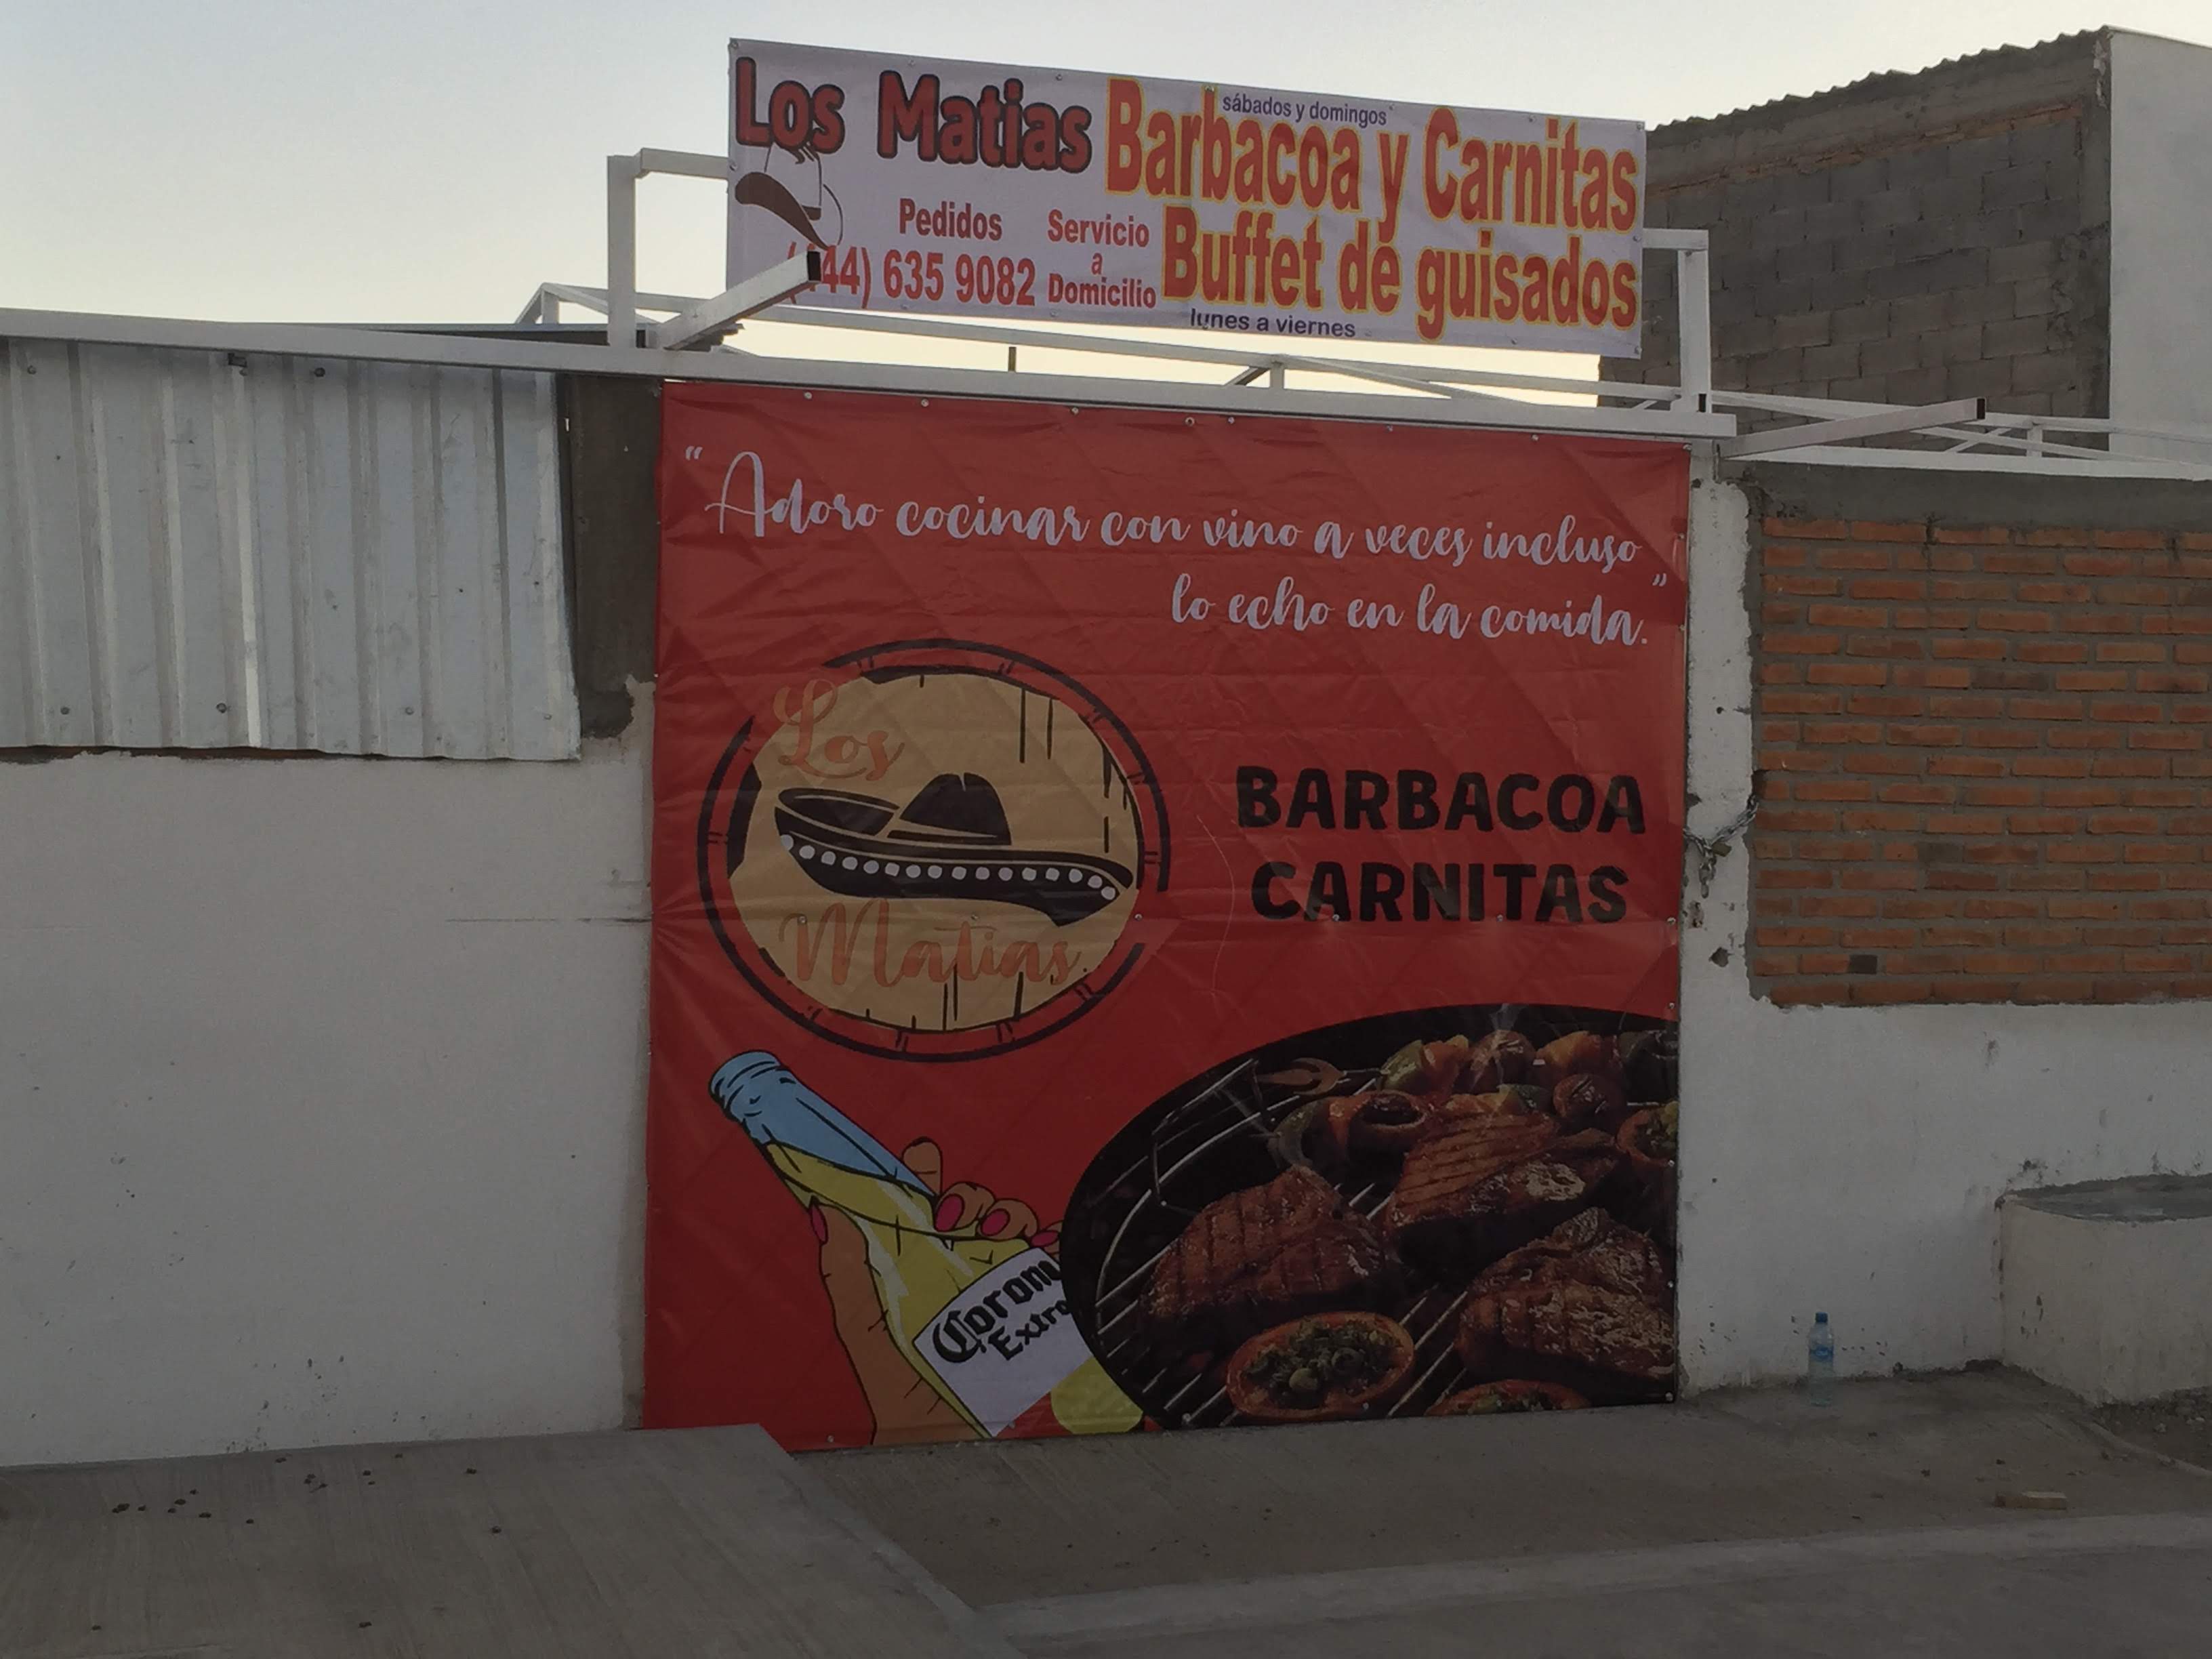 Los Matias
sábados y domingos
Barbacoa y Carnitas
Pedidos
635 9082
Servicio
a
Domicilio
Buffet de guisados
lunes a viernes
“Adoro cocinar con vino a veces incluso
lo echo en la comida.”
Los
Matias
BARBACOA
CARNITAS
Extra